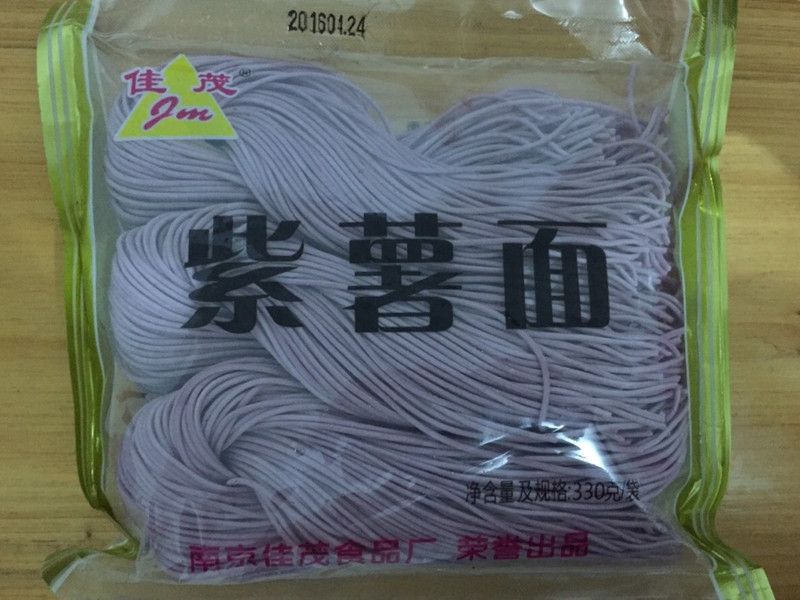 20160124
佳茂
Jm
紫薯面
净含量及规格:330克/袋
南京佳茂食品厂 荣誉出品